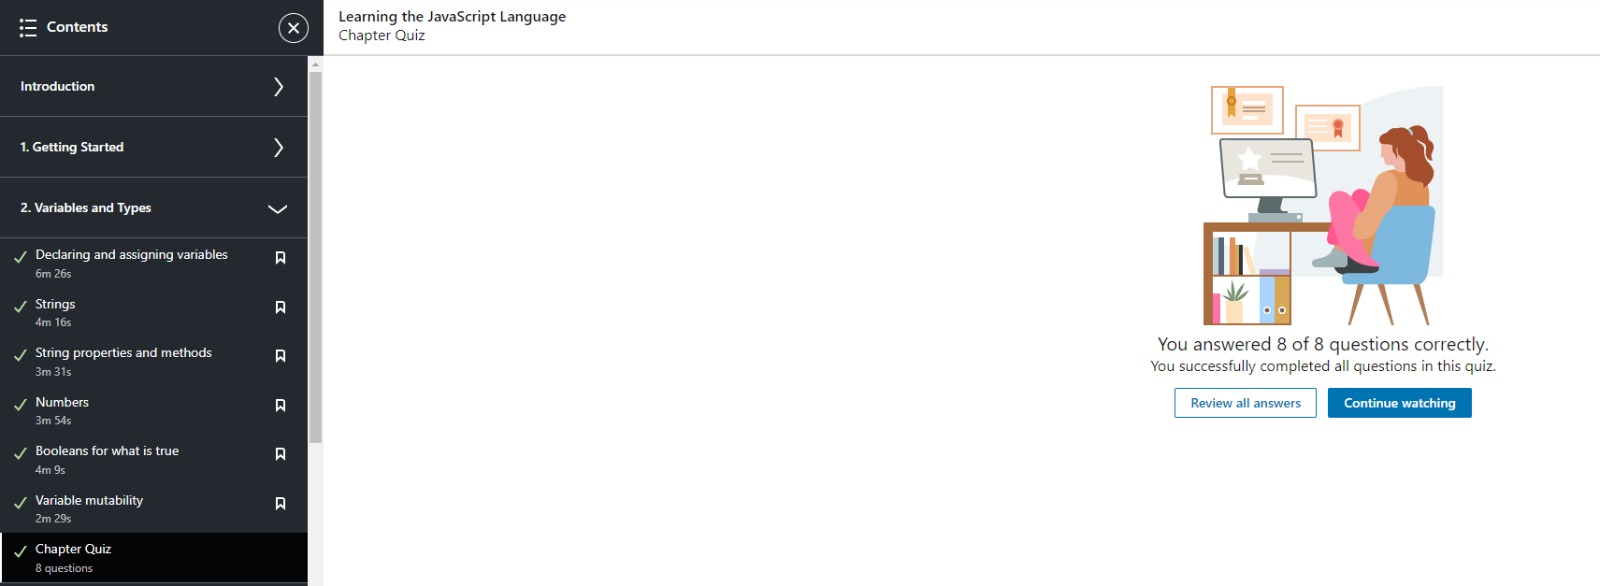 Contents
Introduction
1. Getting Started
2. Variables and Types
Declaring and assigning variables
6m 26s
Strings
4m 16s
String properties and methods
3m 31s
Numbers
3m 54s
Booleans for what is true
4m 9s
Variable mutability
2m 29s
Chapter Quiz
8 questions
Learning the JavaScript Language
Chapter Quiz
You answered 8 of 8 questions correctly.
You successfully completed all questions in this quiz.
Review all answers
Continue watching